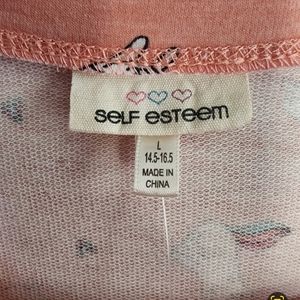 SELF ESTEEM
L
14.5-16.5
MADE IN
CHINA